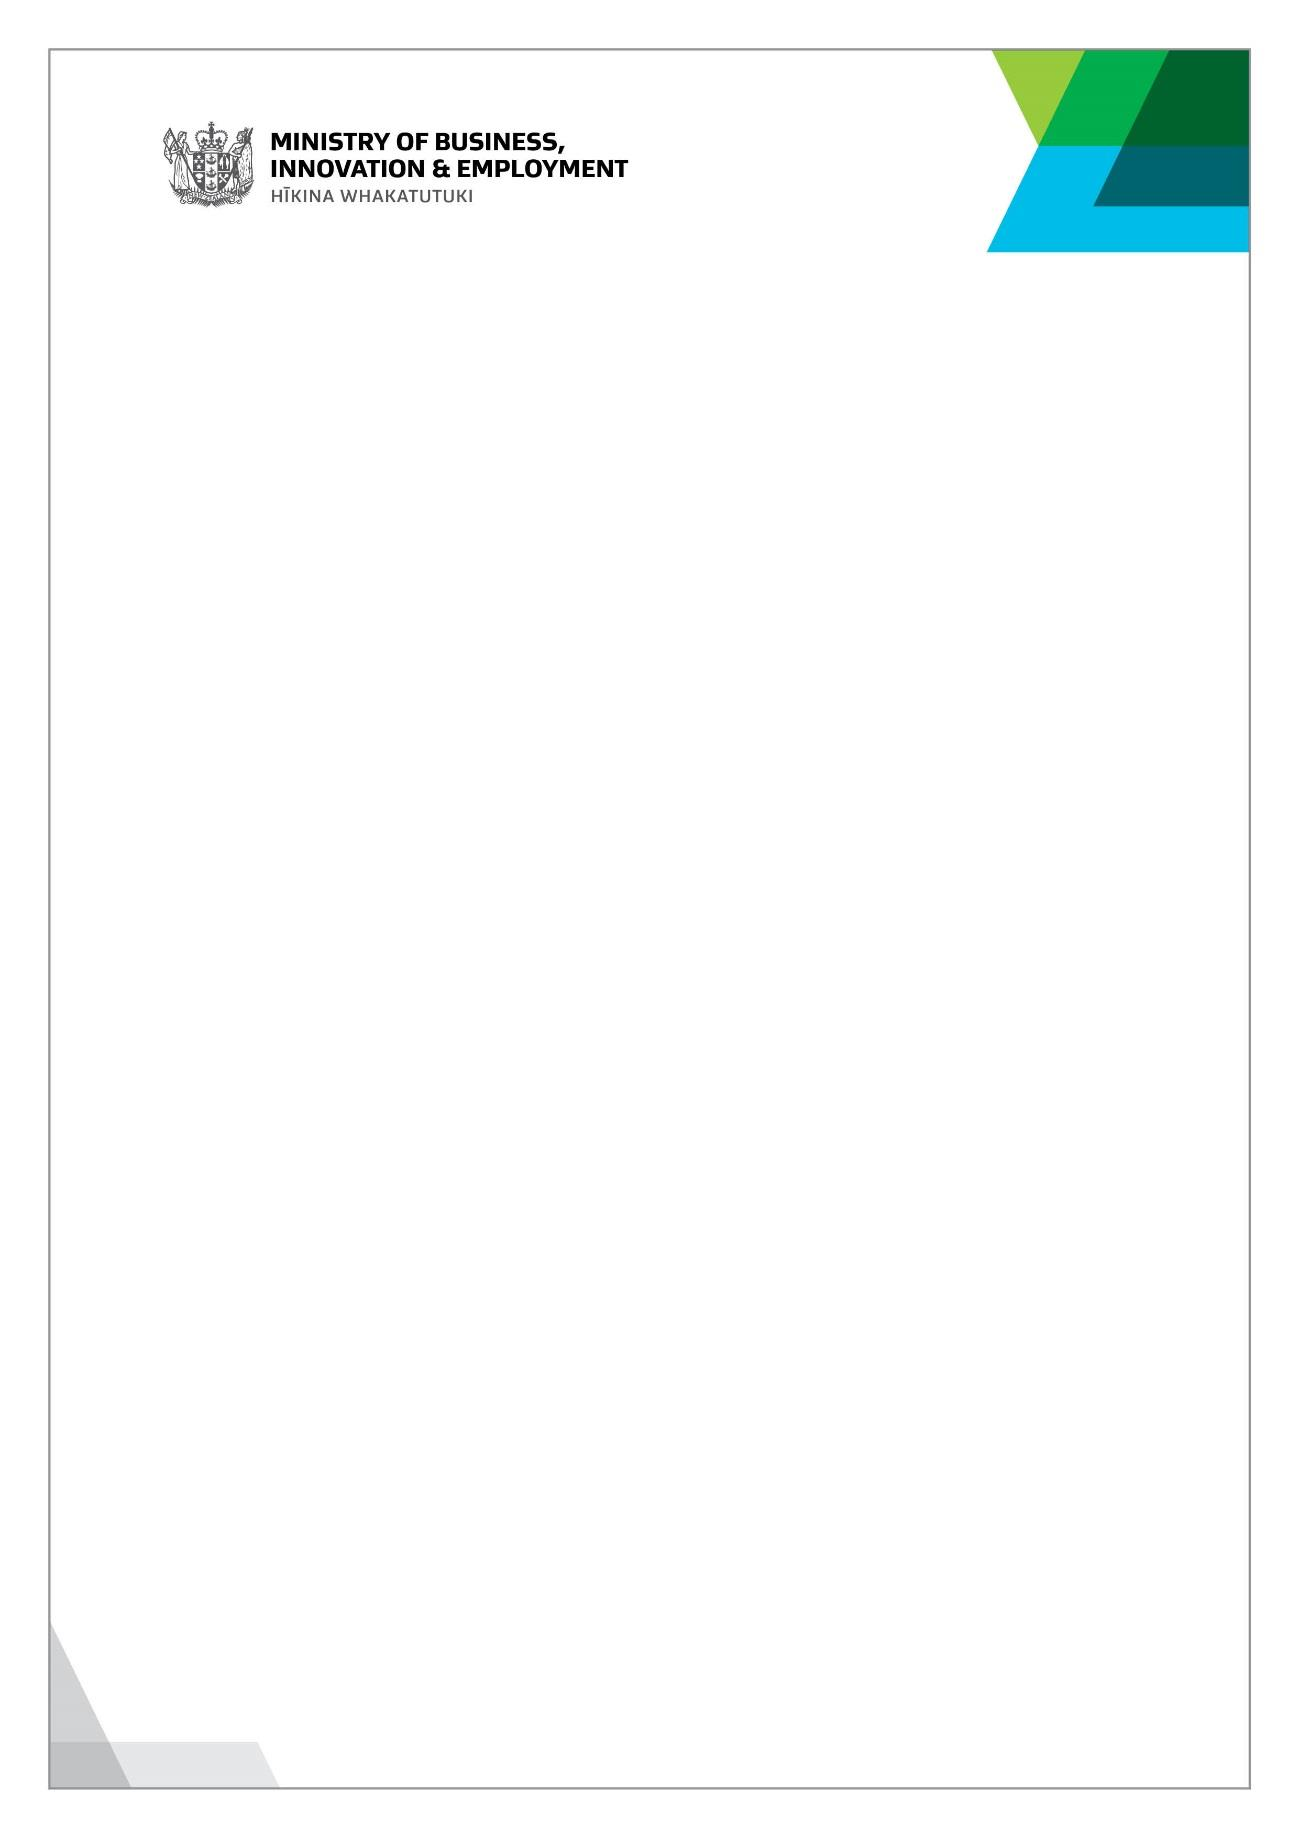 MINISTRY OF BUSINESS,
INNOVATION & EMPLOYMENT
HĪKINA WHAKATUTUKI